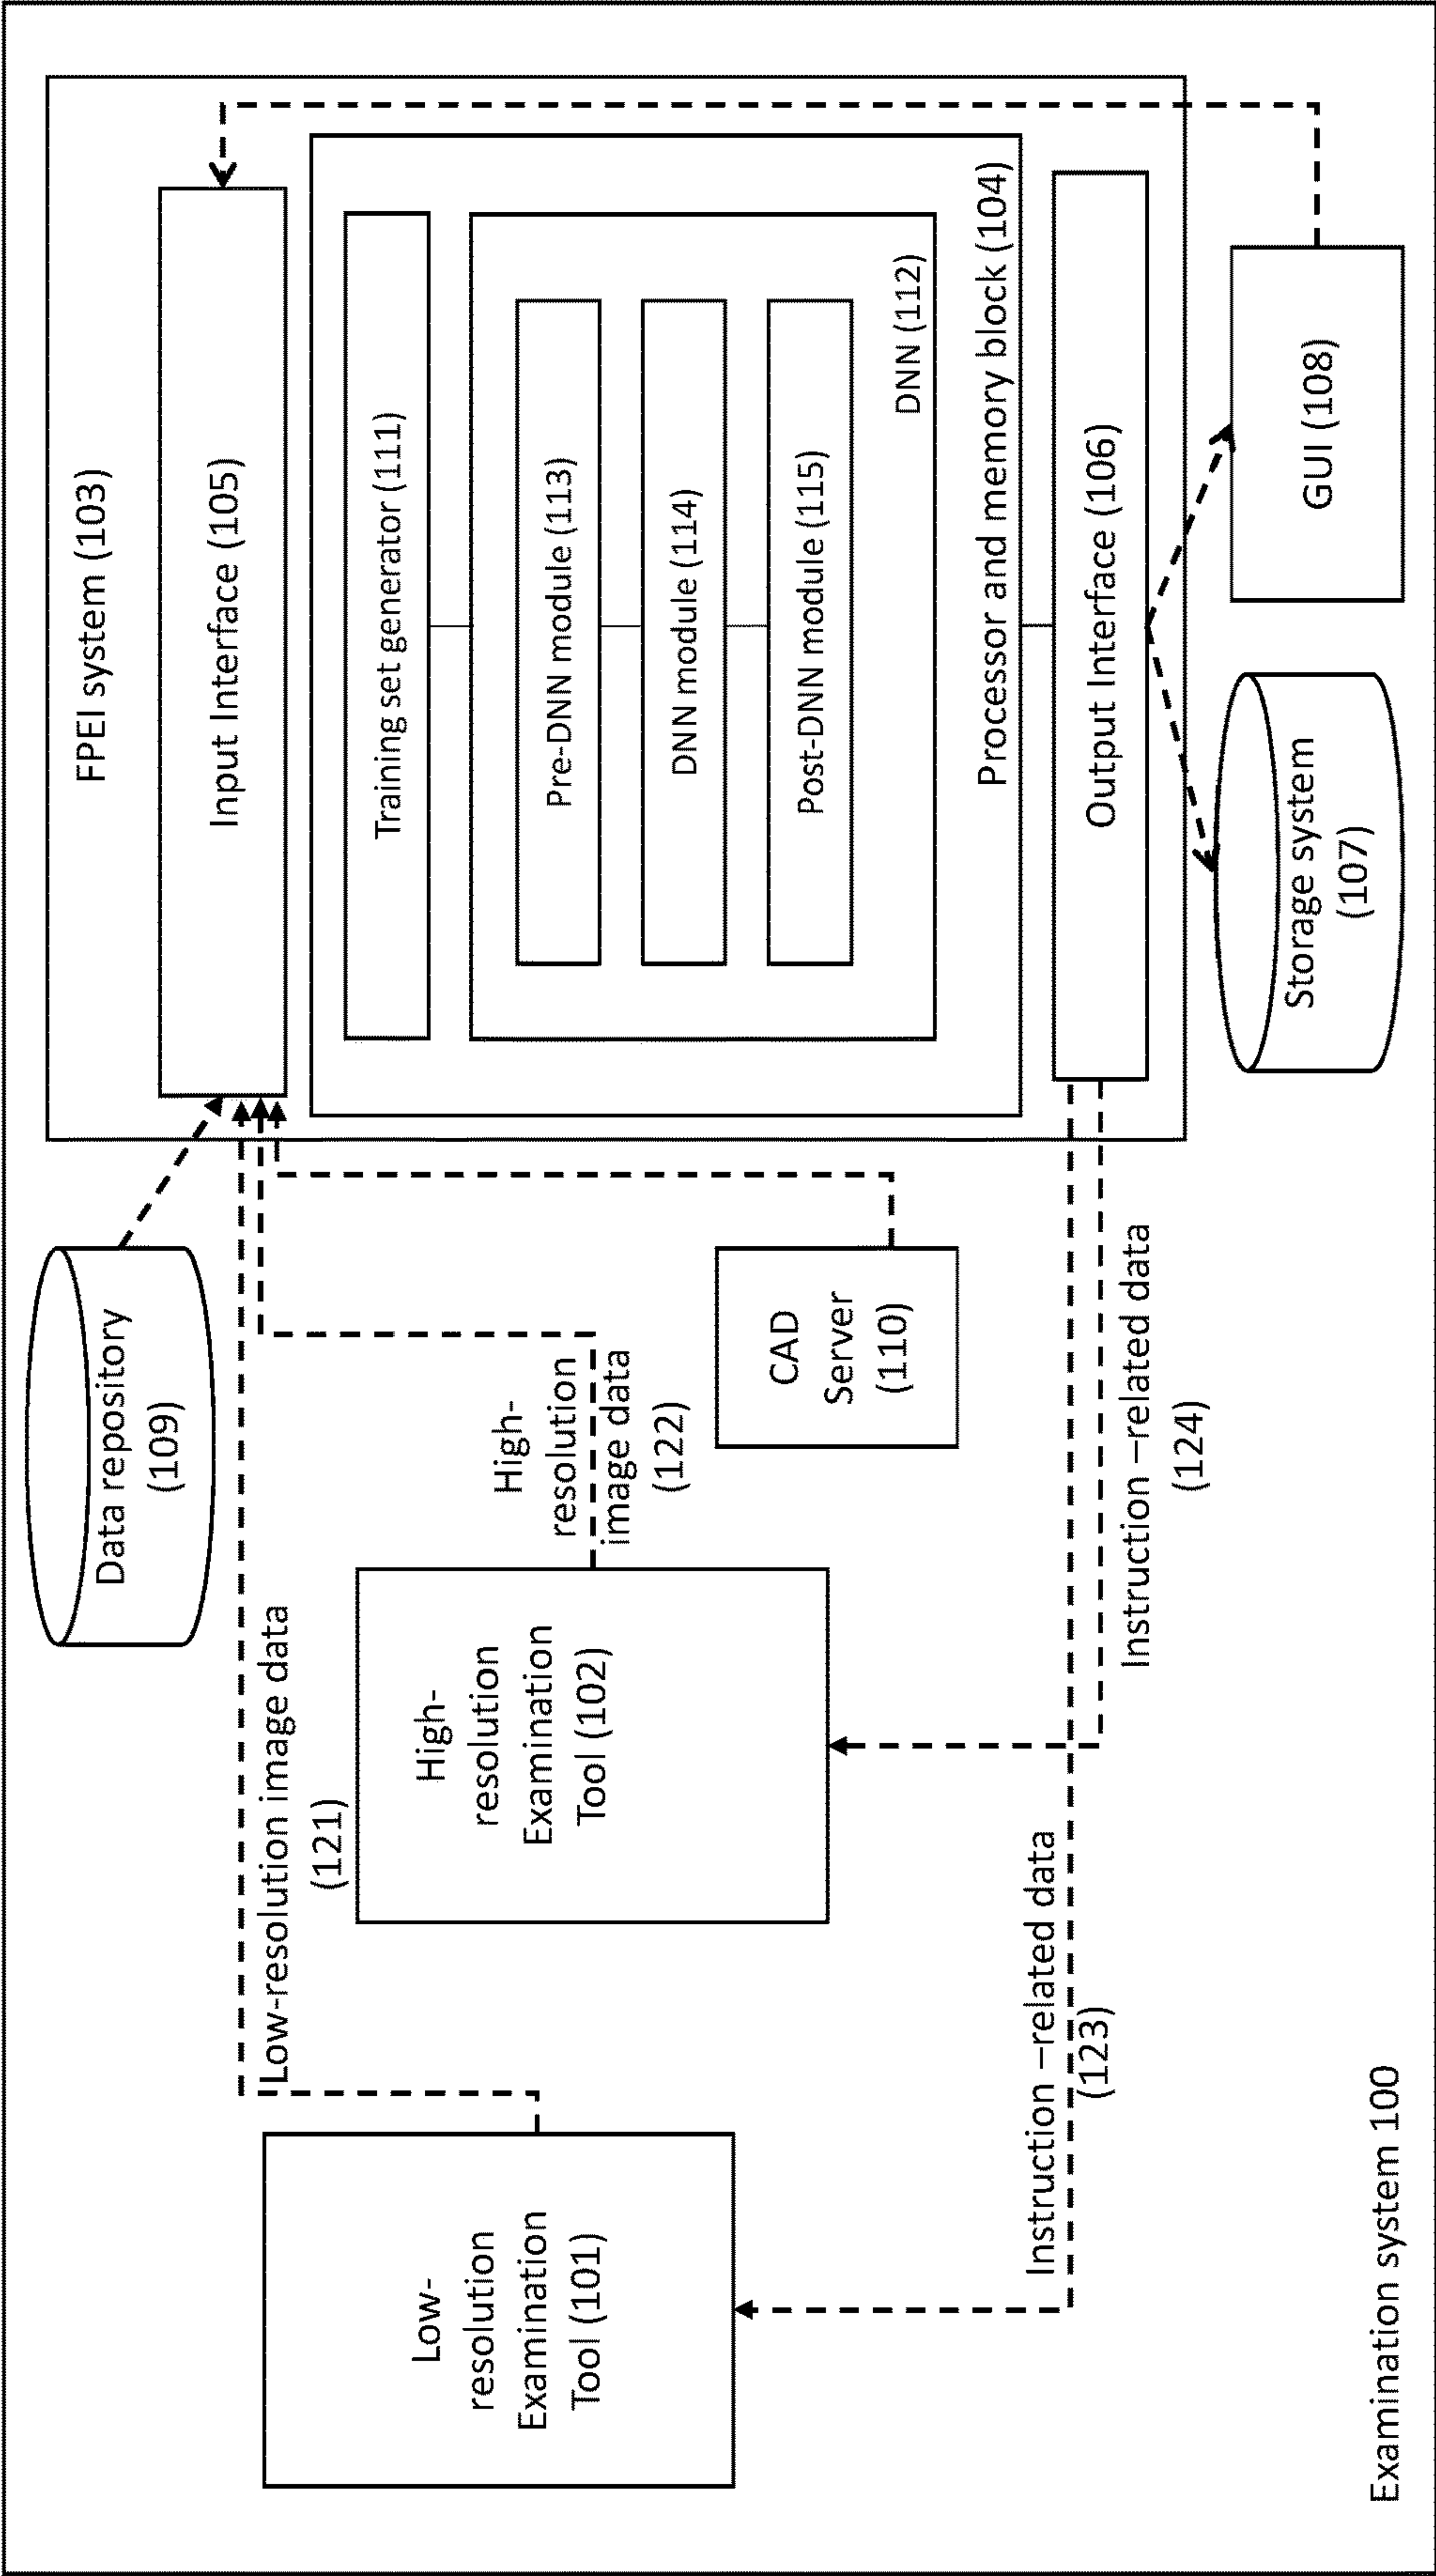 FPEI system (103)
Input Interface (105)
Training set generator (111)
Pre-DNN module (113)
DNN module (114)
Post-DNN module (115)
DNN (112)
Processor and memory block (104)
Output Interface (106)
Data repository
(109)
Low-resolution image data
(121)
High-
resolution
image data
(122)
CAD
Server
(110)
High-
resolution
Examination
Tool (102)
Low-
resolution
Examination
Tool (101)
Instruction –related data
(123)
Instruction –related data
(124)
Storage system
(107)
GUI (108)
Examination system 100